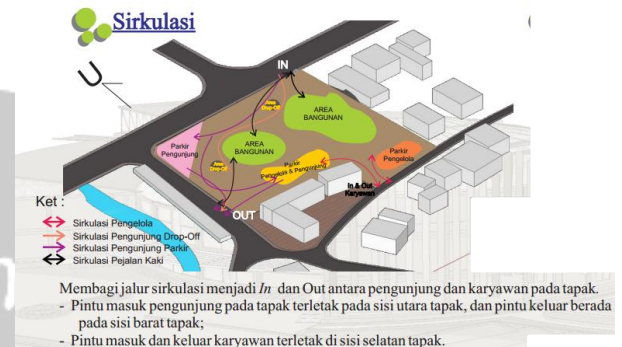 Sirkulasi
U
IN
Area
Drop-Off
AREA
BANGUNAN
Parkir
Pengunjung
AREA
BANGUNAN
Area
Drop-Off
Parkir
Pengelola & Pengunjung
Parkir
Pengelola
In & Out
Karyawan
OUT
Ket :
Sirkulasi Pengelola
Sirkulasi Pengunjung Drop-Off
Sirkulasi Pengunjung Parkir
Sirkulasi Pejalan Kaki
Membagi jalur sirkulasi menjadi In dan Out antara pengunjung dan karyawan pada tapak.
- Pintu masuk pengunjung pada tapak terletak pada sisi utara tapak, dan pintu keluar berada
pada sisi barat tapak;
- Pintu masuk dan keluar karyawan terletak di sisi selatan tapak.